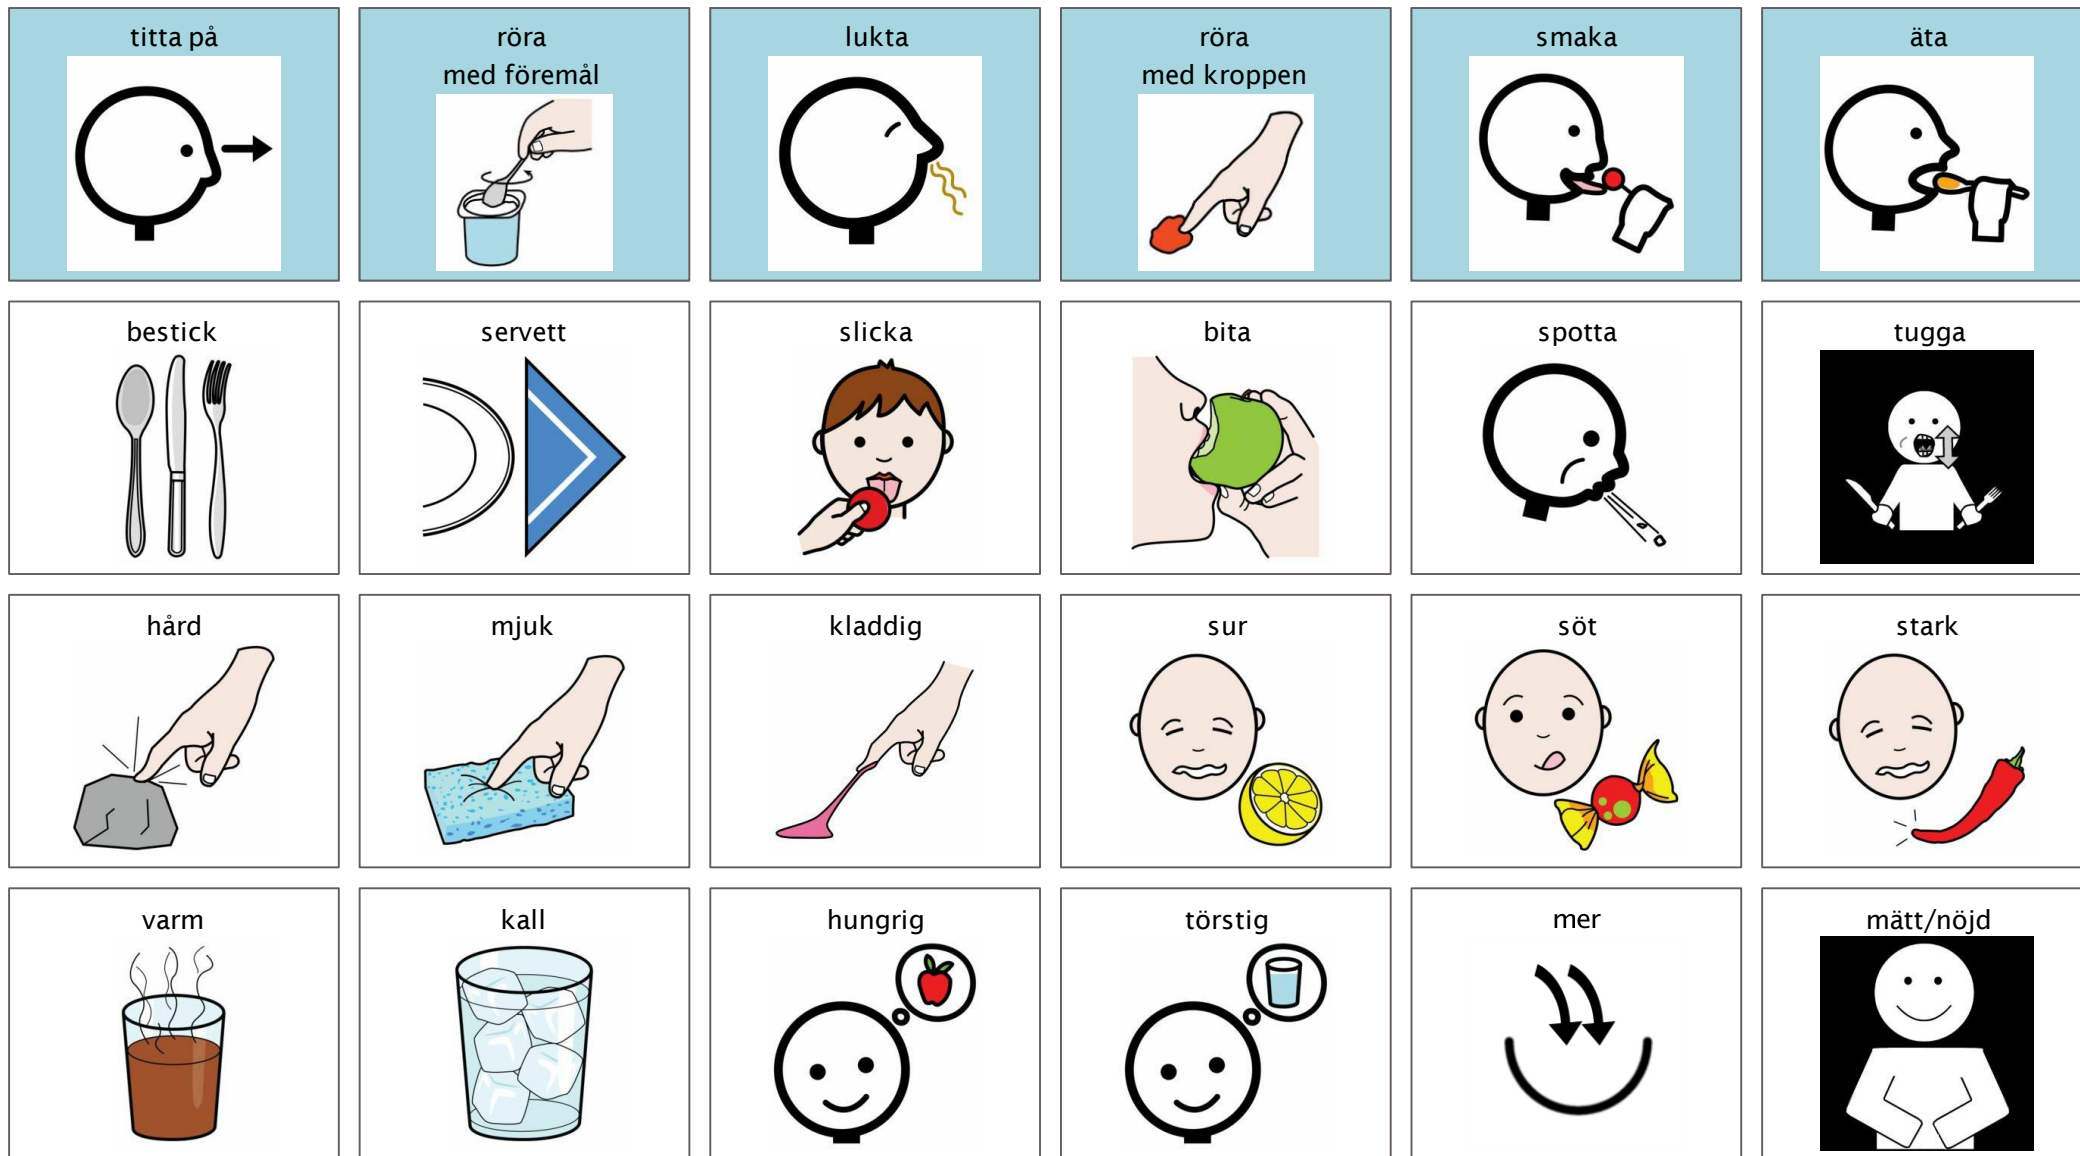 titta på
röra
med föremål
lukta
röra
med kroppen
smaka
äta
bestick
servett
slicka
bita
spotta
tugga
hård
mjuk
kladdig
sur
söt
stark
varm
kall
hungrig
törstig
mer
mätt/nöjd